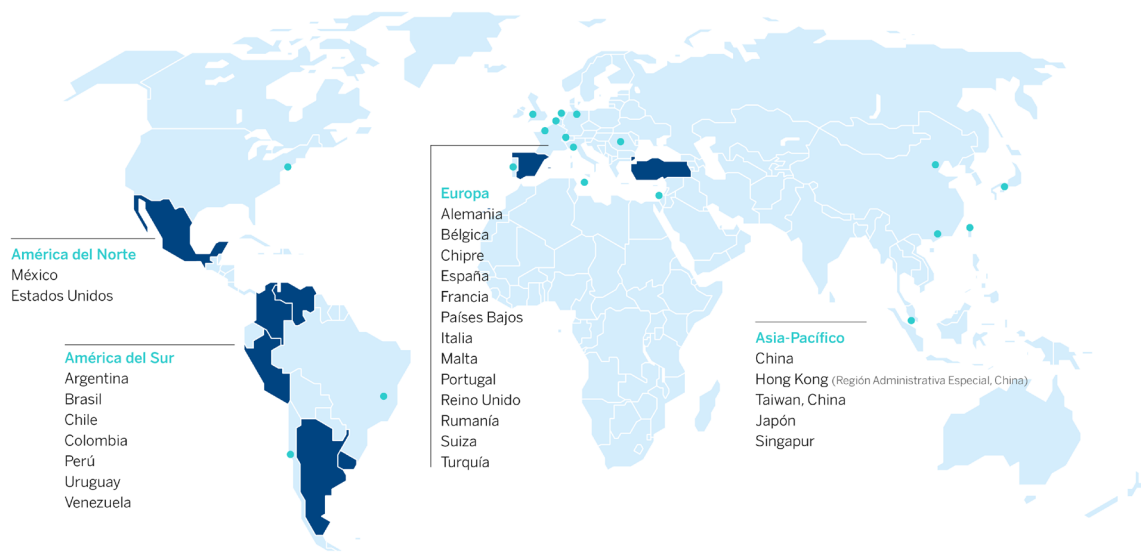 América del Norte
México
Estados Unidos
América del Sur
Argentina
Brasil
Chile
Colombia
Perú
Uruguay
Venezuela
Europa
Alemania
Bélgica
Chipre
España
Francia
Países Bajos
Italia
Malta
Portugal
Reino Unido
Rumanía
Suiza
Turquía
Asia-Pacífico
China
Hong Kong (Región Administrativa Especial, China)
Taiwan, China
Japón
Singapur